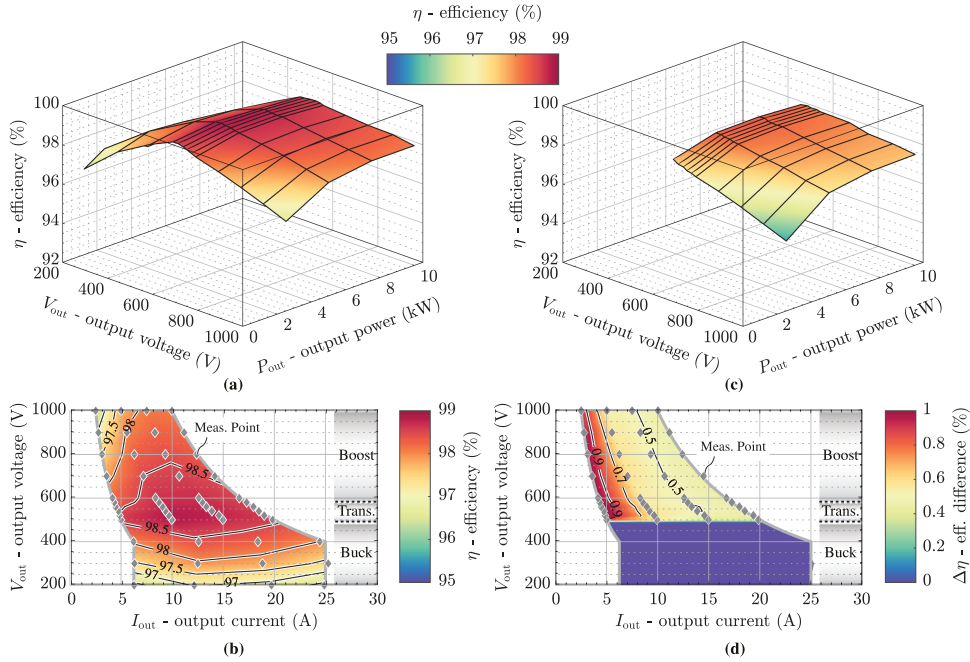 η - efficiency (%)
95 96 97 98 99
100
98
96
94
92
η - efficiency (%)
200
400
600
800
1000
V_out - output voltage (V)
0
2
4
6
8
10
P_out - output power (kW)
(a)
100
98
96
94
92
η - efficiency (%)
200
400
600
800
1000
V_out - output voltage (V)
0
2
4
6
8
10
P_out - output power (kW)
(c)
1000
800
600
400
200
V_out - output voltage (V)
97.5
98
98.5
98.5
98
97.5
97
97
Meas. Point
Boost
Trans.
Buck
0 5 10 15 20 25 30
I_out - output current (A)
99
98
97
96
95
η - efficiency (%)
(b)
1000
800
600
400
200
V_out - output voltage (V)
0.9
0.7
0.5
0.5
0.9
Meas. Point
Boost
Trans.
Buck
0 5 10 15 20 25 30
I_out - output current (A)
1
0.8
0.6
0.4
0.2
0
Δη - eff. difference (%)
(d)